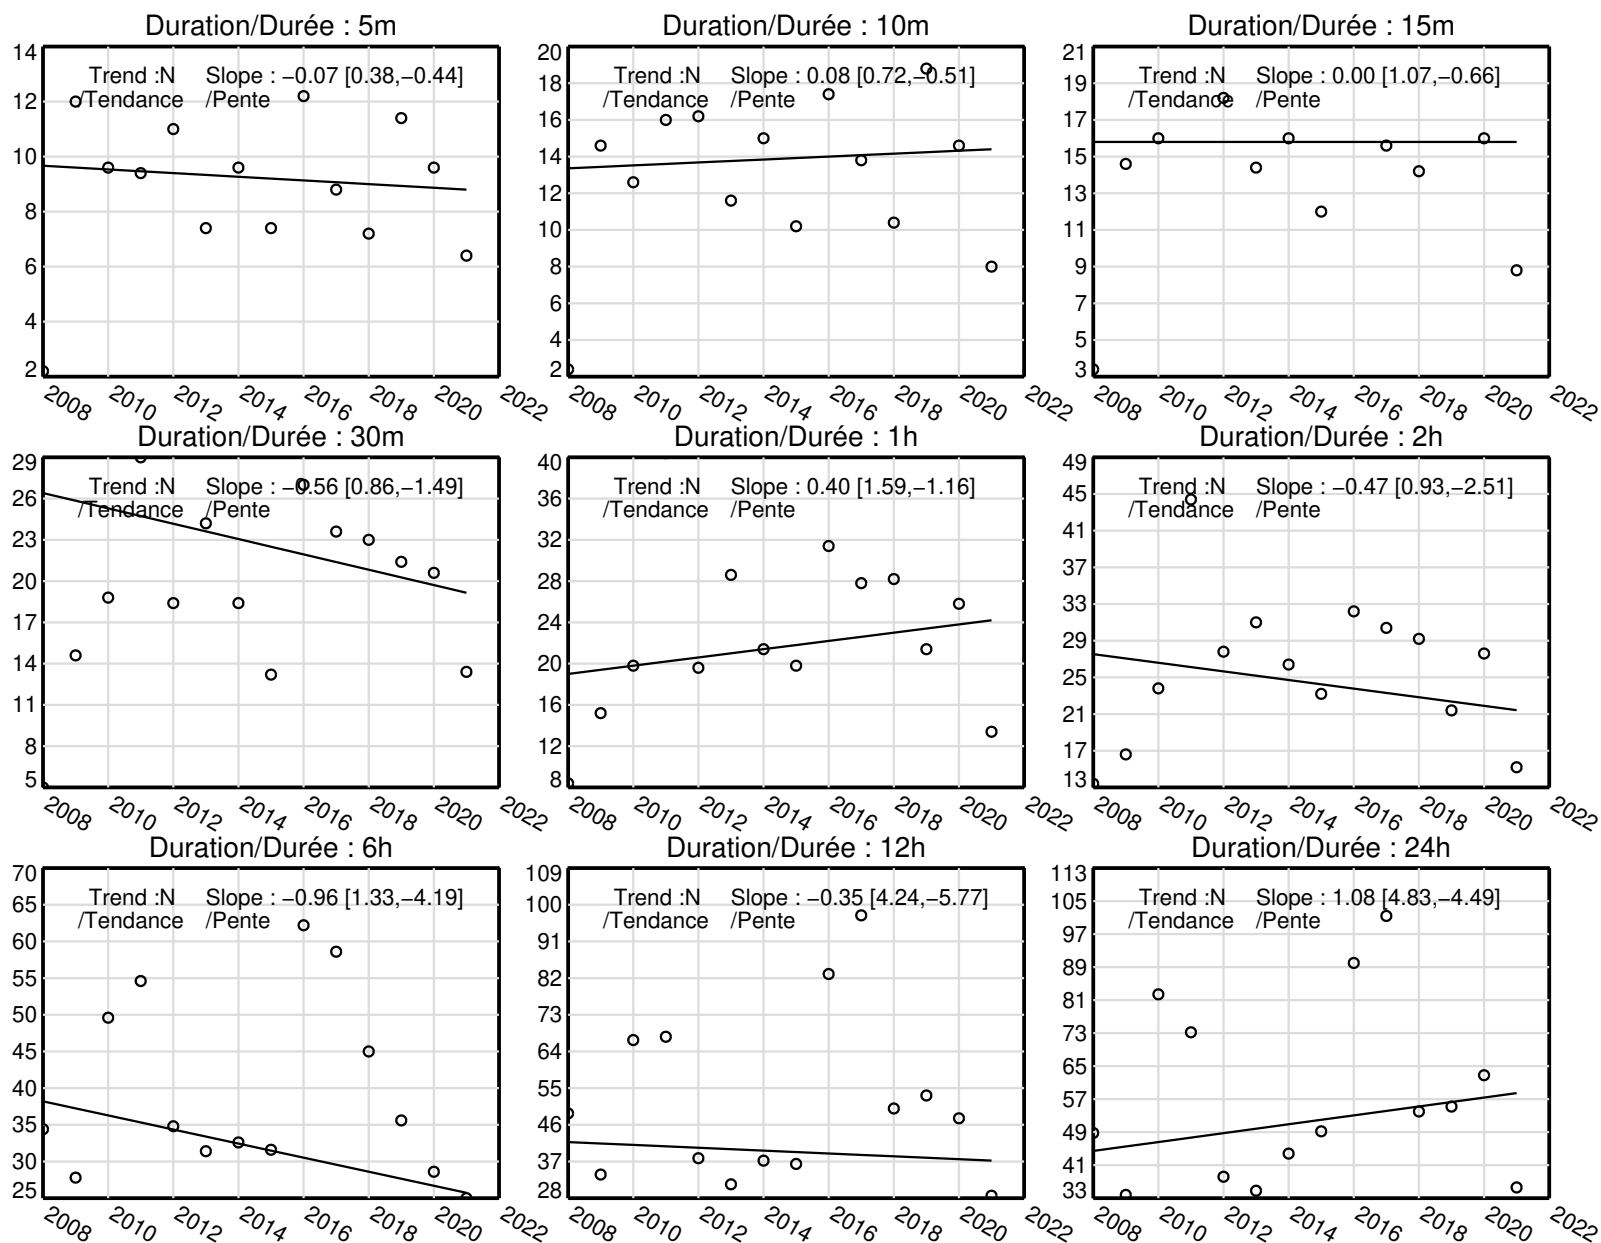 Duration/Durée : 5m
Trend :N Slope : −0.07 [0.38,−0.44]
/Tendance /Pente
14
12
10
8
6
4
2
2008 2010 2012 2014 2016 2018 2020 2022
Duration/Durée : 10m
Trend :N Slope : 0.08 [0.72,−0.51]
/Tendance /Pente
20
18
16
14
12
10
8
6
4
2
2008 2010 2012 2014 2016 2018 2020 2022
Duration/Durée : 15m
Trend :N Slope : 0.00 [1.07,−0.66]
/Tendance /Pente
21
19
17
15
13
11
9
7
5
3
2008 2010 2012 2014 2016 2018 2020 2022
Duration/Durée : 30m
Trend :N Slope : −0.56 [0.86,−1.49]
/Tendance /Pente
29
26
23
20
17
14
11
8
5
2008 2010 2012 2014 2016 2018 2020 2022
Duration/Durée : 1h
Trend :N Slope : 0.40 [1.59,−1.16]
/Tendance /Pente
40
36
32
28
24
20
16
12
8
2008 2010 2012 2014 2016 2018 2020 2022
Duration/Durée : 2h
Trend :N Slope : −0.47 [0.93,−2.51]
/Tendance /Pente
49
45
41
37
33
29
25
21
17
13
2008 2010 2012 2014 2016 2018 2020 2022
Duration/Durée : 6h
Trend :N Slope : −0.96 [1.33,−4.19]
/Tendance /Pente
70
65
60
55
50
45
40
35
30
25
2008 2010 2012 2014 2016 2018 2020 2022
Duration/Durée : 12h
Trend :N Slope : −0.35 [4.24,−5.77]
/Tendance /Pente
109
100
91
82
73
64
55
46
37
28
2008 2010 2012 2014 2016 2018 2020 2022
Duration/Durée : 24h
Trend :N Slope : 1.08 [4.83,−4.49]
/Tendance /Pente
113
105
97
89
81
73
65
57
49
41
33
2008 2010 2012 2014 2016 2018 2020 2022